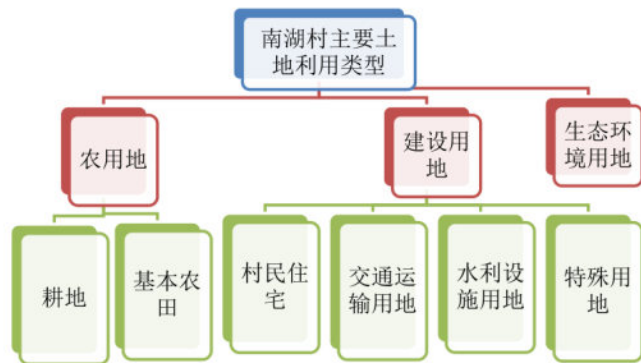 南湖村主要土
地利用类型
农用地
建设用
地
生态环
境用地
耕地
基本农
田
村民住
宅
交通运
输用地
水利设
施用地
特殊用
地